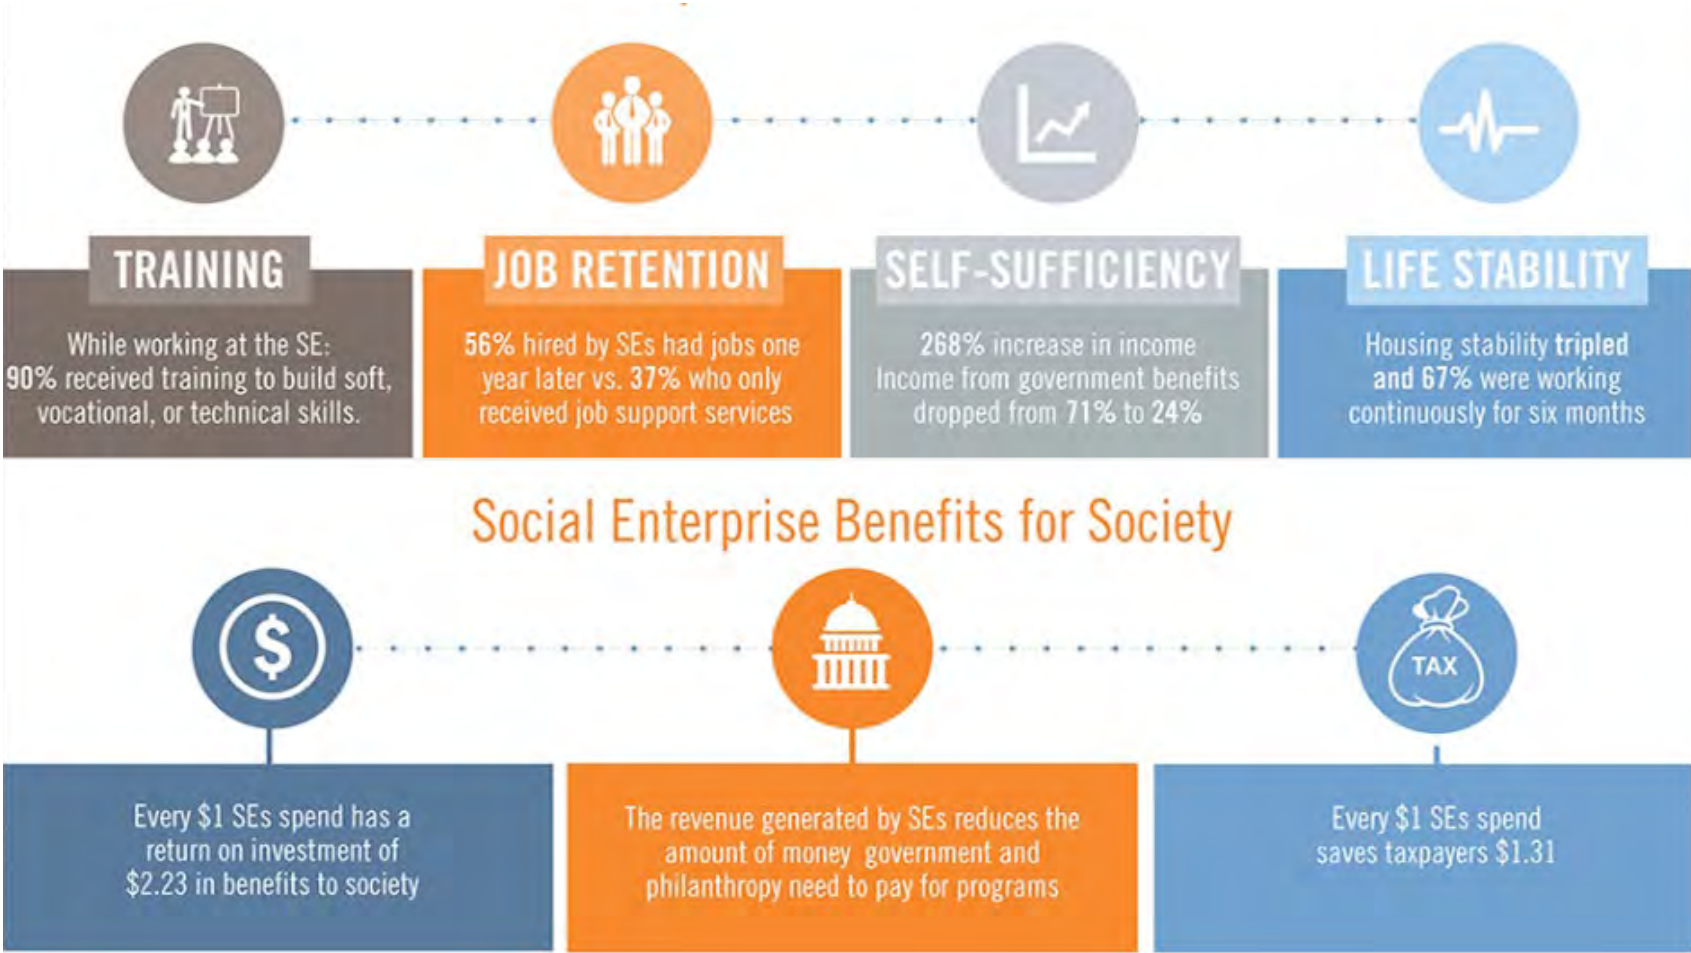 TRAINING
While working at the SE:
90% received training to build soft,
vocational, or technical skills.
JOB RETENTION
56% hired by SEs had jobs one
year later vs. 37% who only
received job support services
SELF-SUFFICIENCY
268% increase in income
Income from government benefits
dropped from 71% to 24%
LIFE STABILITY
Housing stability tripled
and 67% were working
continuously for six months
Social Enterprise Benefits for Society
$
Every $1 SEs spend has a
return on investment of
$2.23 in benefits to society
The revenue generated by SEs reduces the
amount of money government and
philanthropy need to pay for programs
TAX
Every $1 SEs spend
saves taxpayers $1.31